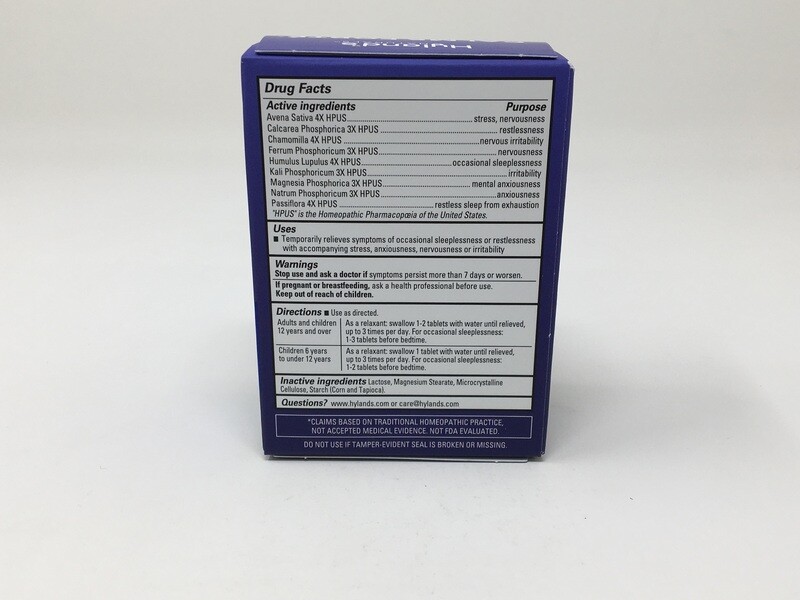 Hyland's
Drug Facts
Active ingredients Purpose
Avena Sativa 4X HPUS stress, nervousness
Calcarea Phosphorica 3X HPUS restlessness
Chamomilla 4X HPUS nervous irritability
Ferrum Phosphoricum 3X HPUS nervousness
Humulus Lupulus 4X HPUS occasional sleeplessness
Kali Phosphoricum 3X HPUS irritability
Magnesia Phosphorica 3X HPUS mental anxiousness
Natrum Phosphoricum 3X HPUS anxiousness
Passiflora 4X HPUS restless sleep from exhaustion
"HPUS" is the Homeopathic Pharmacopœia of the United States.
Uses
■ Temporarily relieves symptoms of occasional sleeplessness or restlessness
with accompanying stress, anxiousness, nervousness or irritability
Warnings
Stop use and ask a doctor if symptoms persist more than 7 days or worsen.
If pregnant or breastfeeding, ask a health professional before use.
Keep out of reach of children.
Directions ■ Use as directed.
Adults and children
12 years and over
As a relaxant: swallow 1-2 tablets with water until relieved,
up to 3 times per day. For occasional sleeplessness:
1-3 tablets before bedtime.
Children 6 years
to under 12 years
As a relaxant: swallow 1 tablet with water until relieved,
up to 3 times per day. For occasional sleeplessness:
1-2 tablets before bedtime.
Inactive ingredients Lactose, Magnesium Stearate, Microcrystalline
Cellulose, Starch (Corn and Tapioca).
Questions? www.hylands.com or care@hylands.com
*CLAIMS BASED ON TRADITIONAL HOMEOPATHIC PRACTICE,
NOT ACCEPTED MEDICAL EVIDENCE. NOT FDA EVALUATED.
DO NOT USE IF TAMPER-EVIDENT SEAL IS BROKEN OR MISSING.